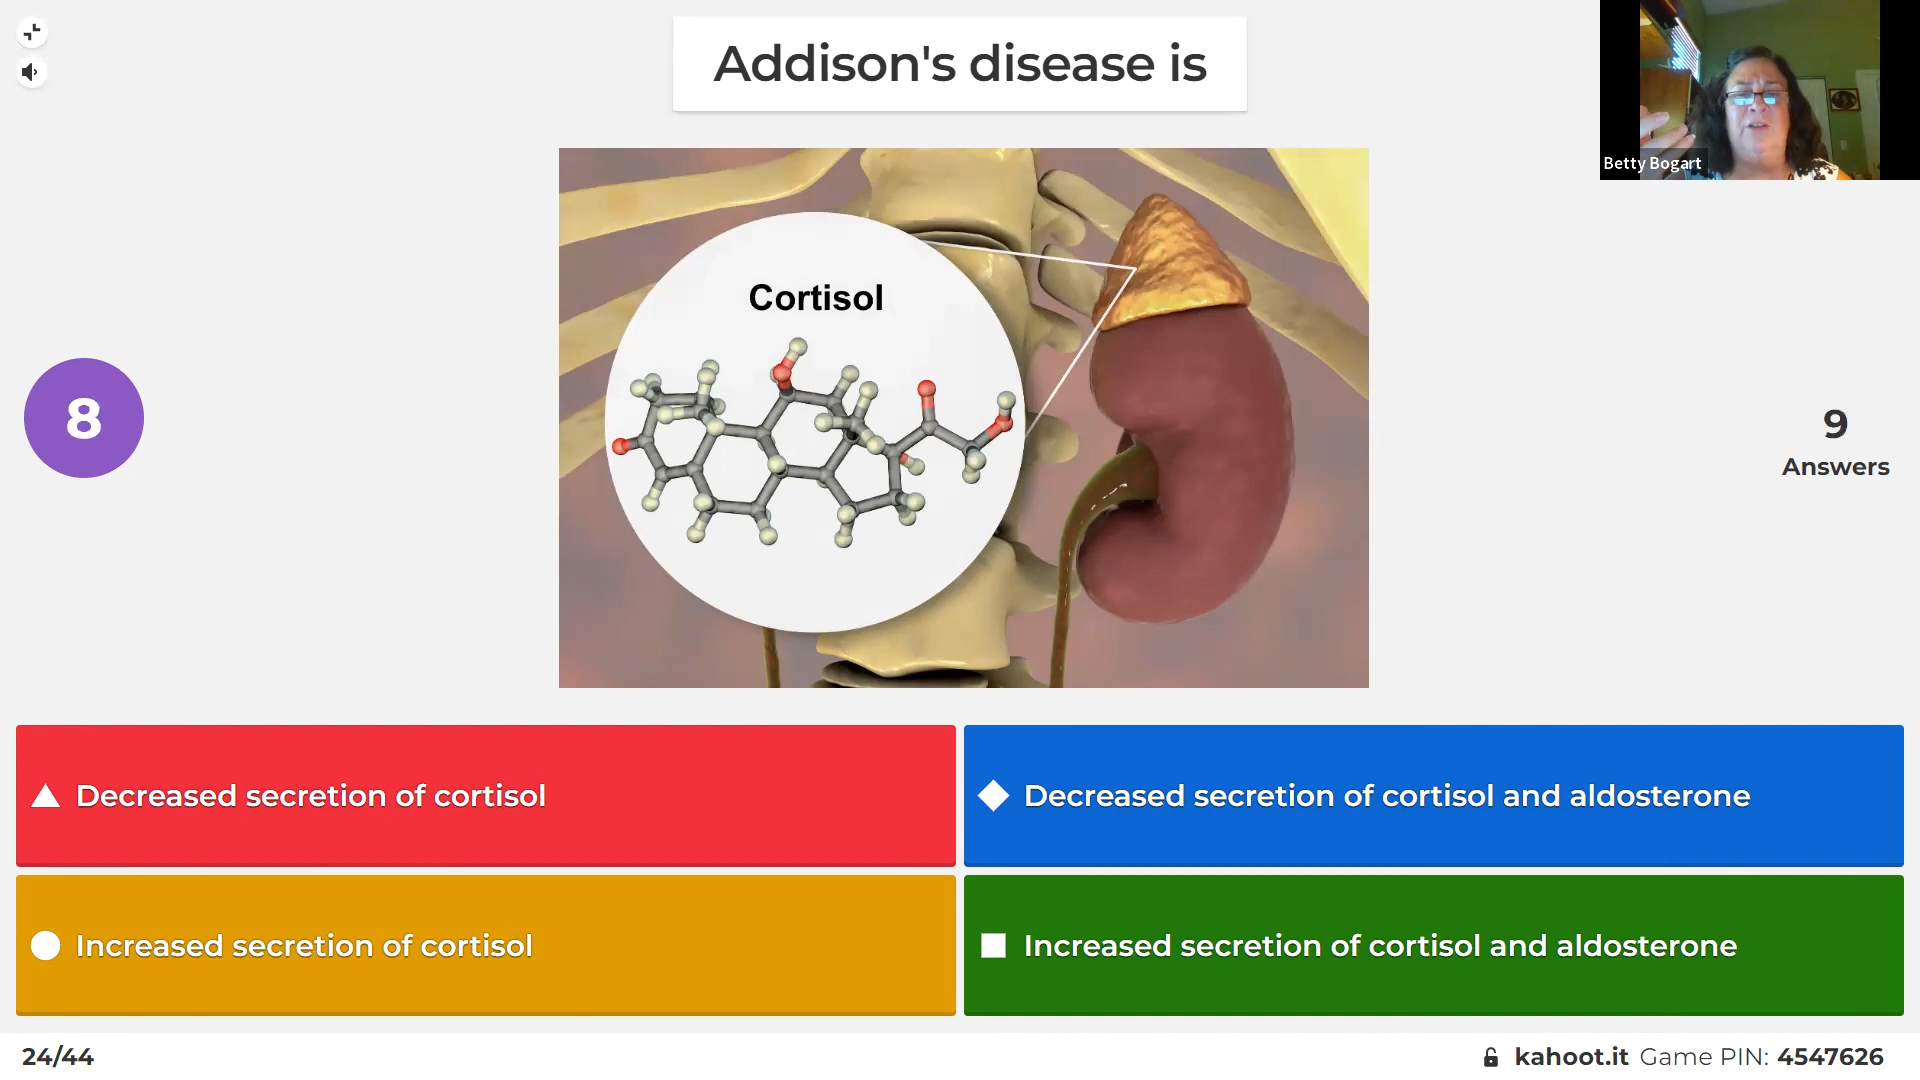 Addison's disease is
Betty Bogart
Cortisol
8
9
Answers
Decreased secretion of cortisol
Decreased secretion of cortisol and aldosterone
Increased secretion of cortisol
Increased secretion of cortisol and aldosterone
24/44
kahoot.it Game PIN: 4547626